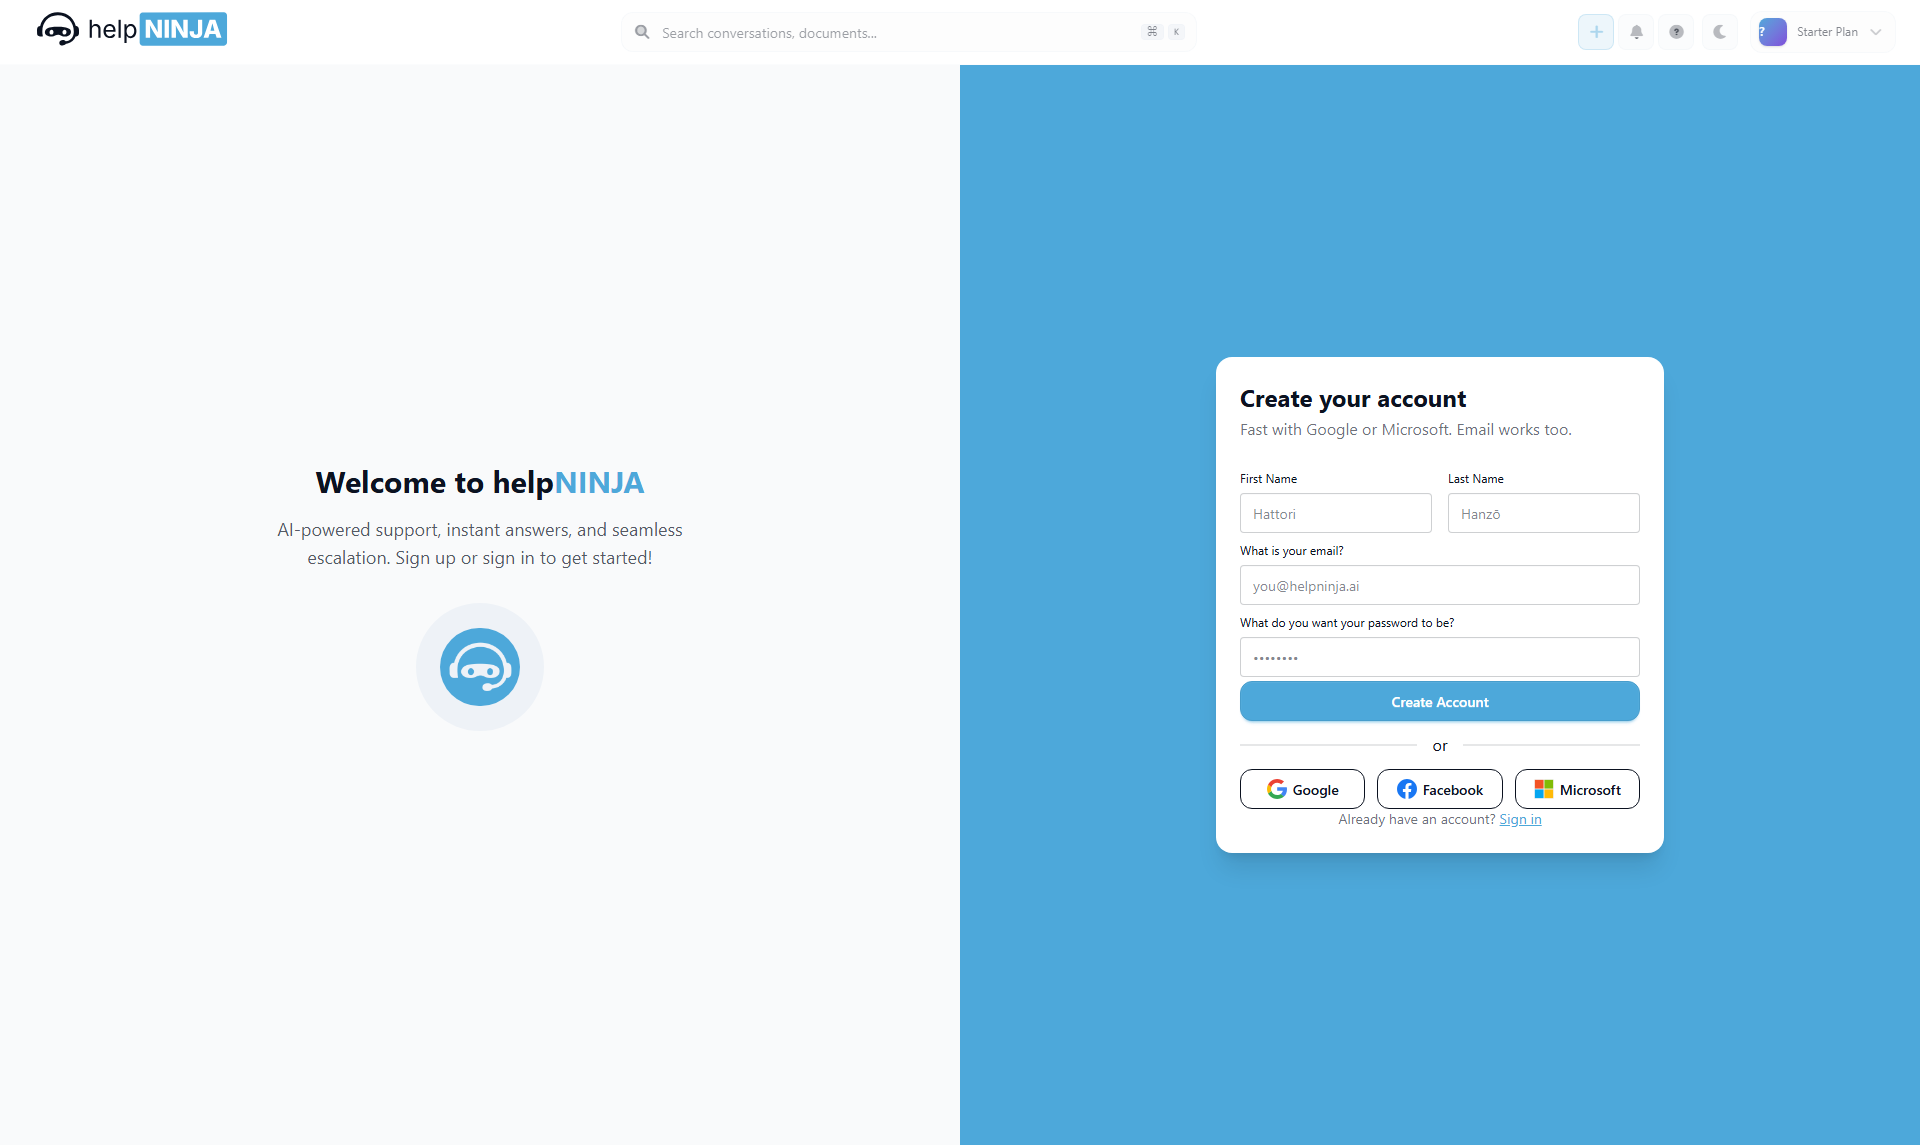 help NINJA
Search conversations, documents...
⌘ K
?
Starter Plan
Welcome to helpNINJA
AI-powered support, instant answers, and seamless
escalation. Sign up or sign in to get started!
Create your account
Fast with Google or Microsoft. Email works too.
First Name Last Name
Hattori Hanzō
What is your email?
you@helpninja.ai
What do you want your password to be?
••••••••
Create Account
or
Google Facebook Microsoft
Already have an account? Sign in